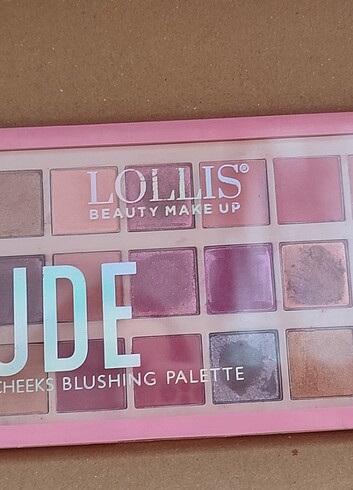 LOLLIS®
BEAUTY MAKE UP
UDE
CHEEKS BLUSHING PALETTE